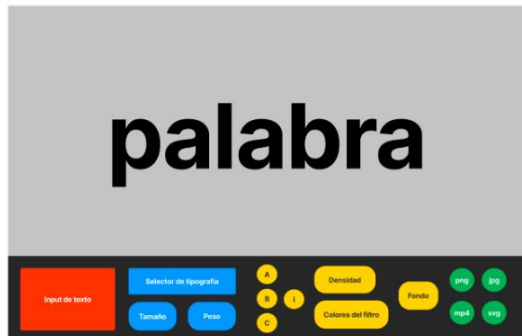 palabra
Input de texto
Selector de tipografía
Tamaño
Peso
A
B
C
i
Densidad
Colores del filtro
Fondo
png
jpg
mp4
svg